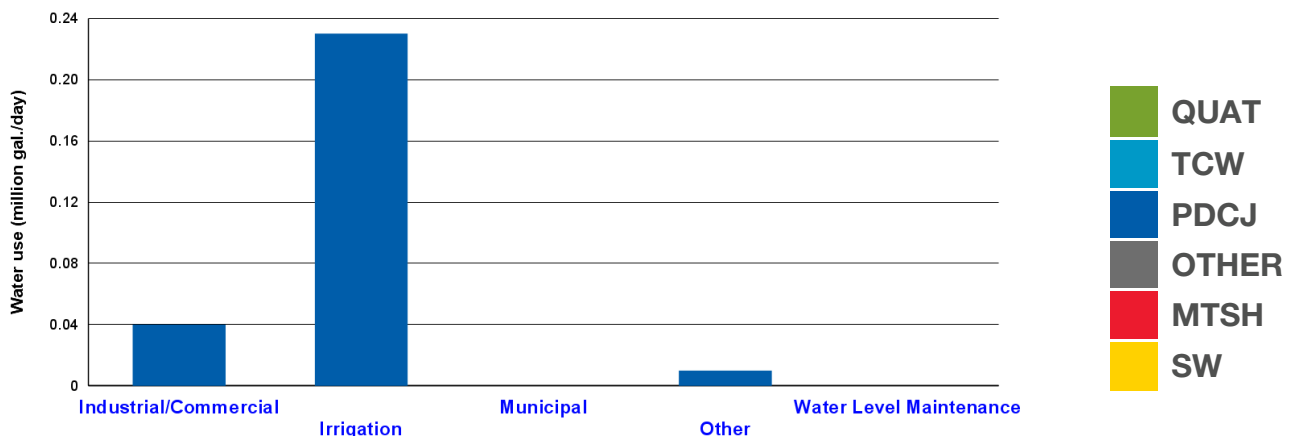 Water use (million gal./day)
0.24
0.20
0.16
0.12
0.08
0.04
0
Industrial/Commercial
Irrigation
Municipal
Other
Water Level Maintenance
QUAT
TCW
PDCJ
OTHER
MTSH
SW